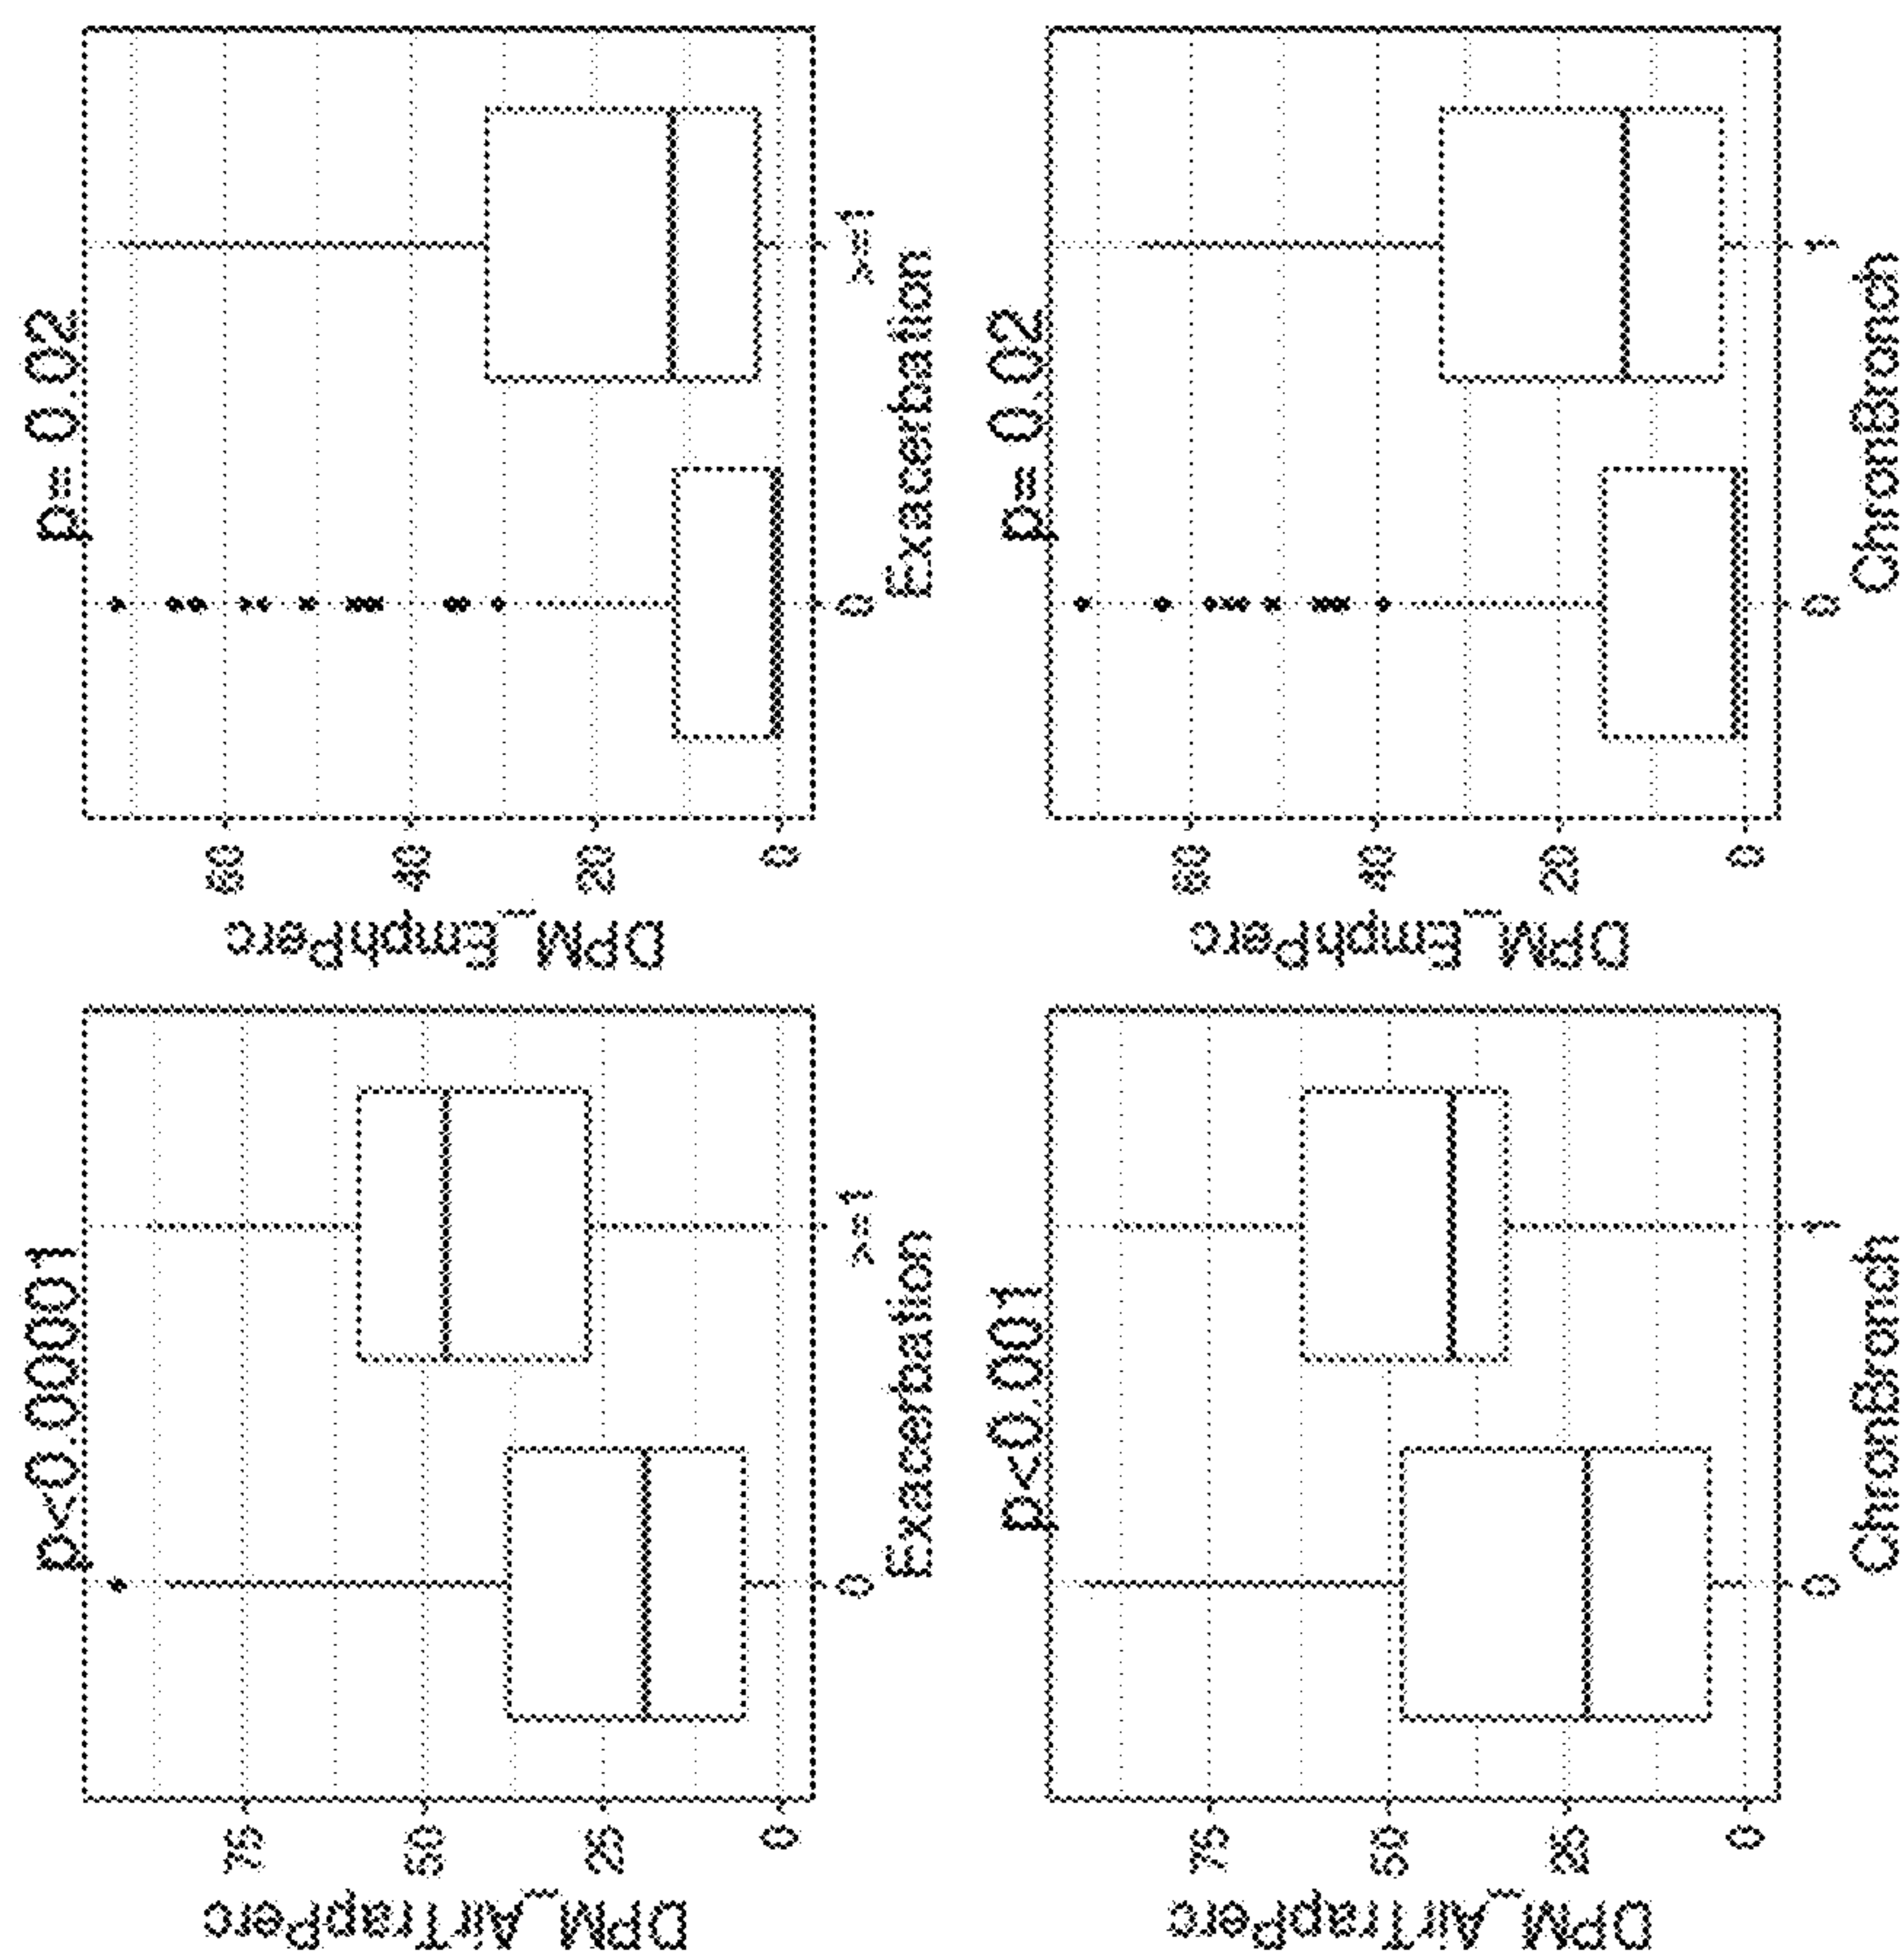 p<0.0001
DPM_AirTrapPerc
75
50
25
0
0
>=1
Exacerbation
p= 0.02
DPM_EmphPerc
60
40
20
0
0
>=1
Exacerbation
p<0.001
DPM_AirTrapPerc
75
50
25
0
0
1
ChronBronch
p= 0.02
DPM_EmphPerc
60
40
20
0
0
1
ChronBronch